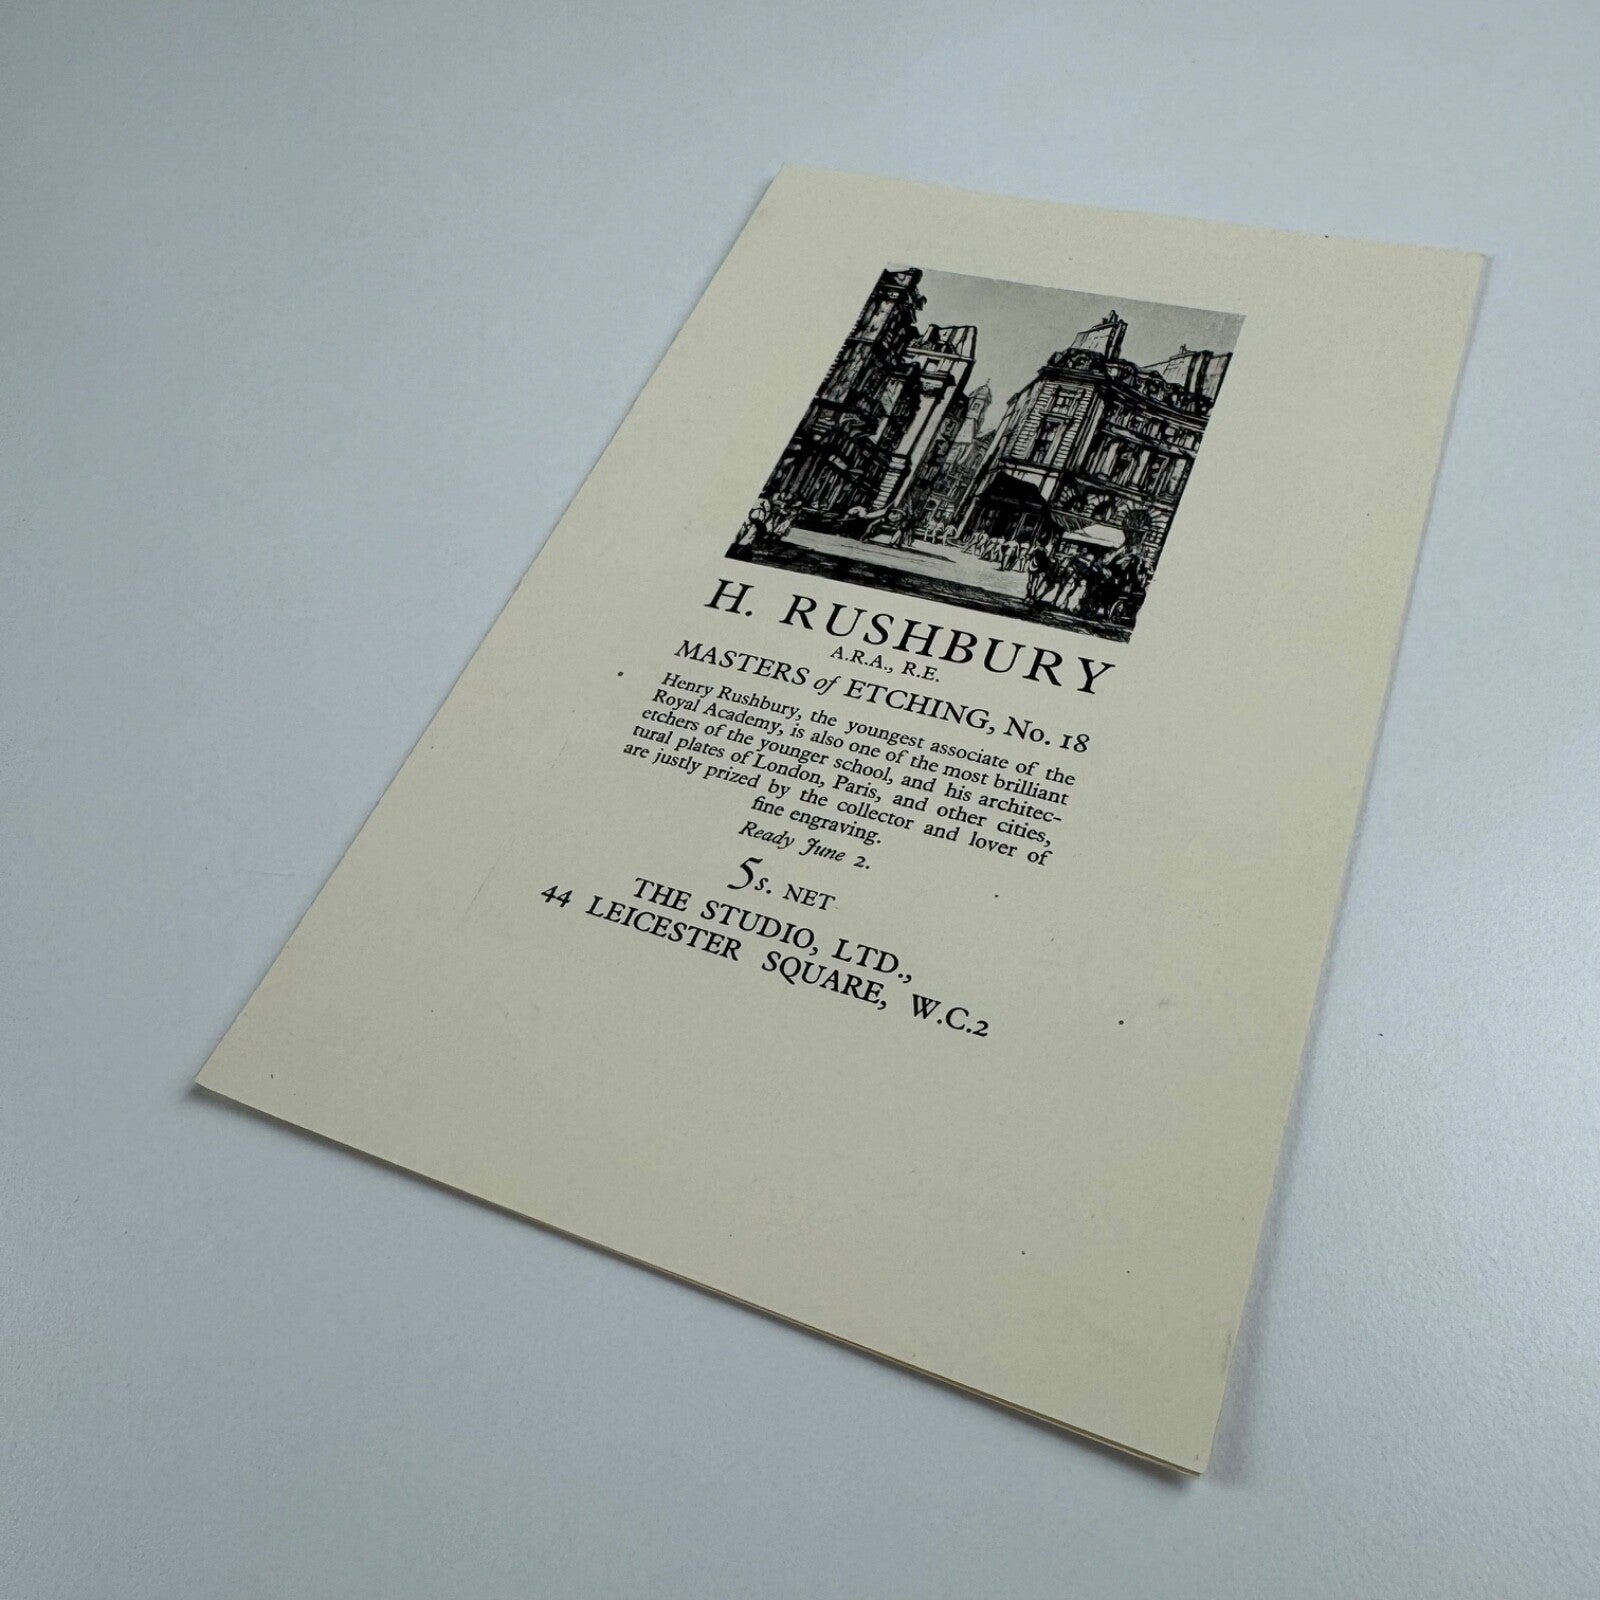 H. RUSHBURY
A.R.A., R.E.
MASTERS of ETCHING, No. 18
Henry Rushbury, the youngest associate of the
Royal Academy, is also one of the most brilliant
etchers of the younger school, and his architec-
tural plates of London, Paris, and other cities,
are justly prized by the collector and lover of
fine engraving.
Ready June 2.
5s. NET
THE STUDIO, LTD.,
44 LEICESTER SQUARE, W.C.2